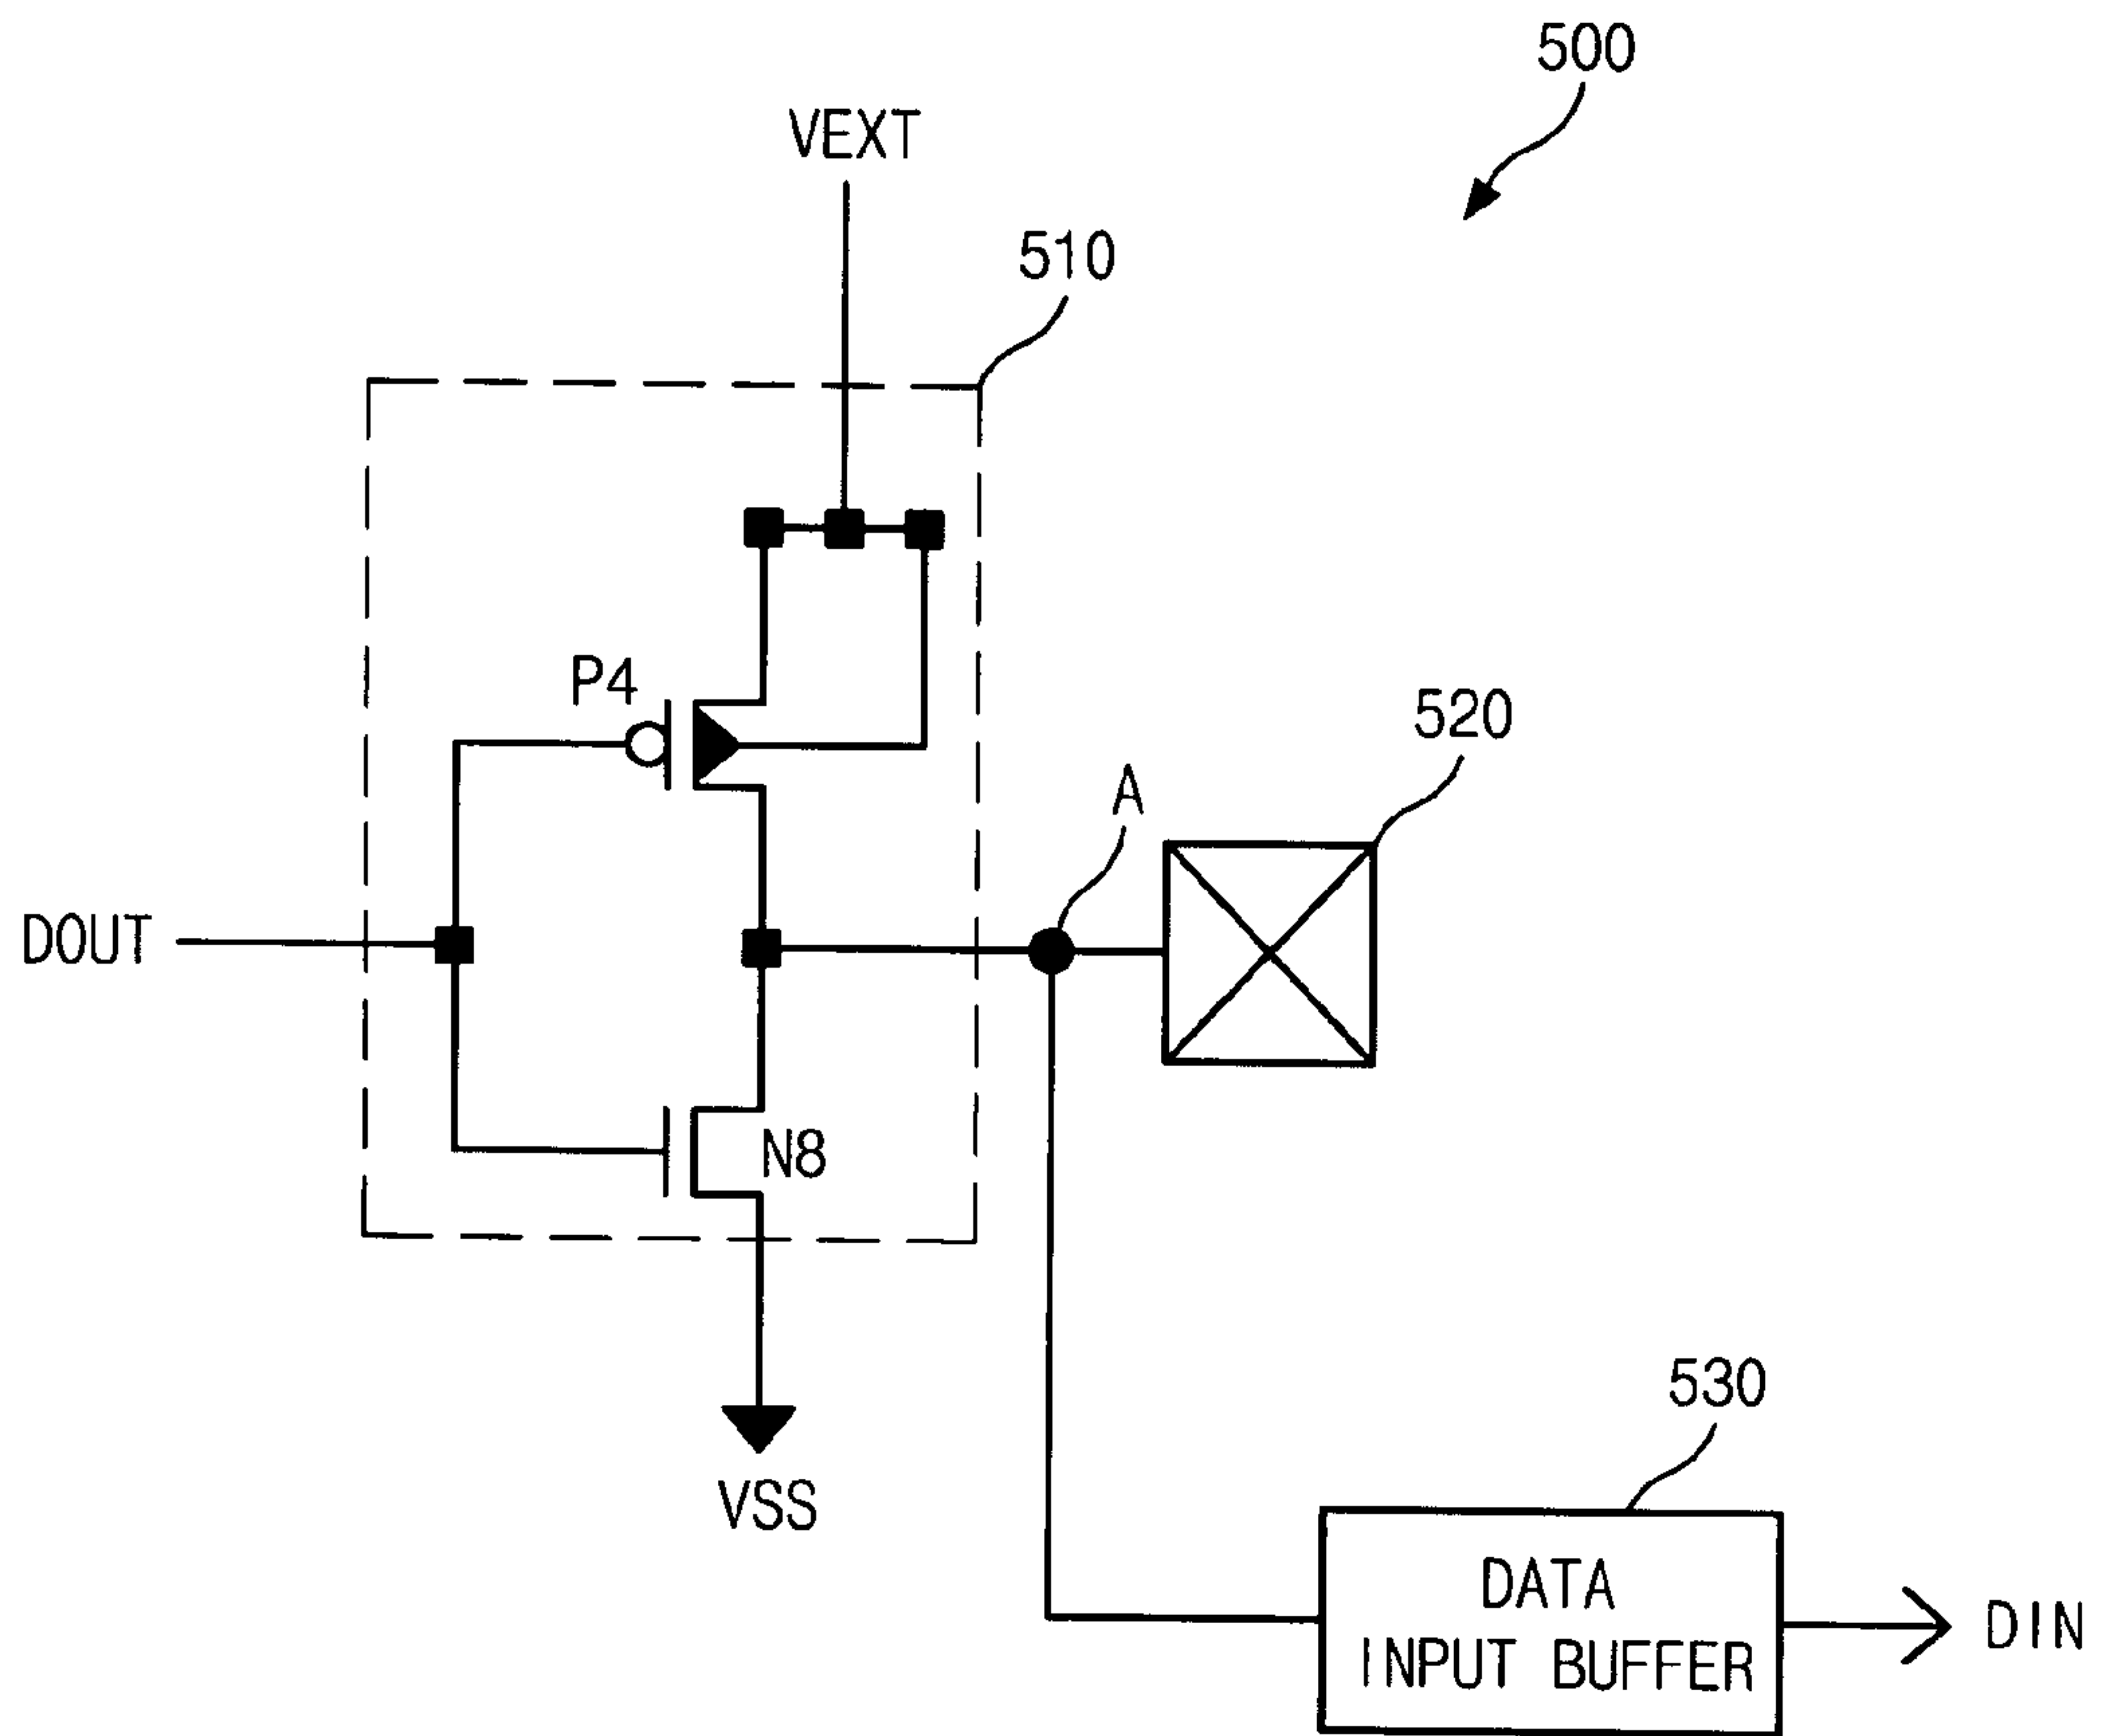 500
VEXT
510
P4
520
A
DOUT
N8
530
VSS
DATA
INPUT BUFFER
DIN